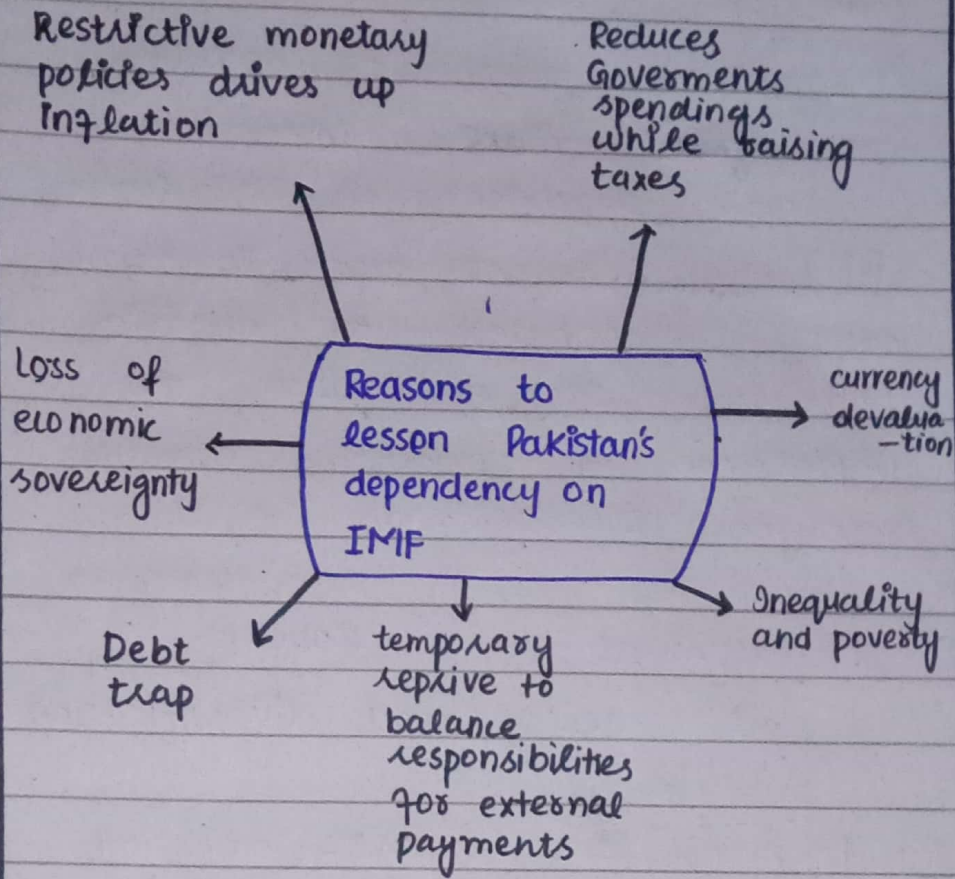 Restrictive monetary
policies drives up
Inflation
Reduces
Goverments
spendings
while raising
taxes
Loss of
economic
sovereignty
Reasons to
lesson Pakistan's
dependency on
IMF
currency
devalua
-tion
Inequality
and poverty
Debt
trap
temporary
reprive to
balance
responsibilities
for external
payments